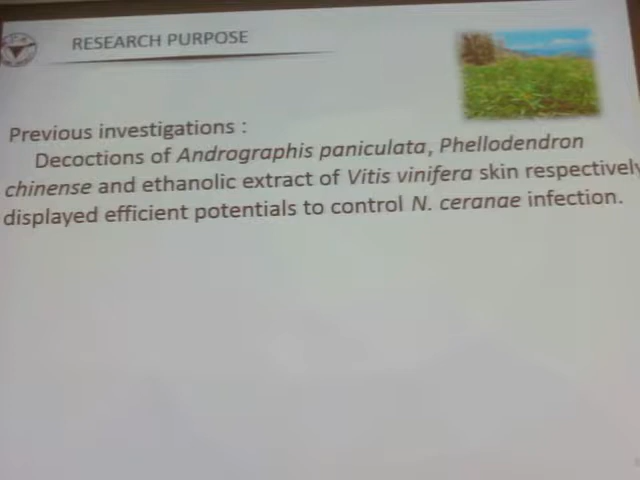 RESEARCH PURPOSE
Previous investigations :
Decoctions of Andrographis paniculata, Phellodendron
chinense and ethanolic extract of Vitis vinifera skin respectively
displayed efficient potentials to control N. ceranae infection.